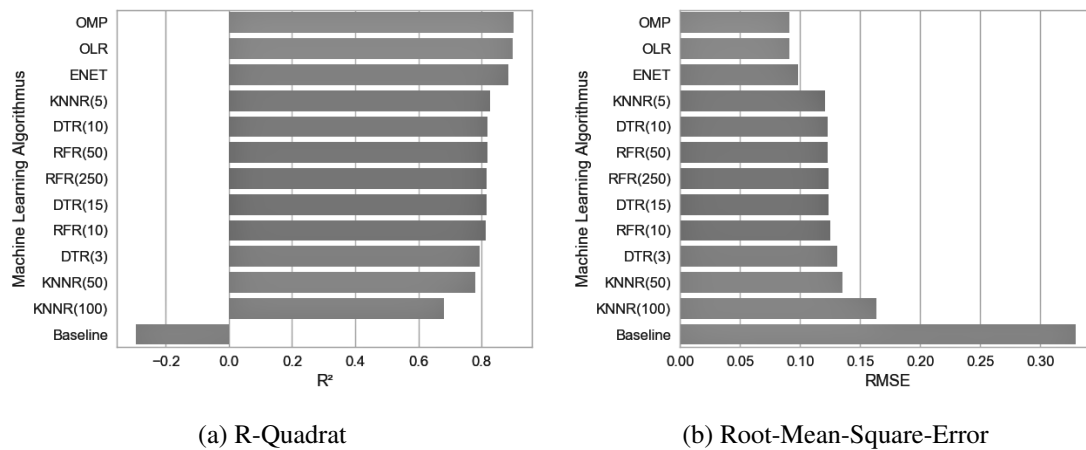 Machine Learning Algorithmus
OMP
OLR
ENET
KNNR(5)
DTR(10)
RFR(50)
RFR(250)
DTR(15)
RFR(10)
DTR(3)
KNNR(50)
KNNR(100)
Baseline
−0.2 0.0 0.2 0.4 0.6 0.8
R²
(a) R-Quadrat
Machine Learning Algorithmus
OMP
OLR
ENET
KNNR(5)
DTR(10)
RFR(50)
RFR(250)
DTR(15)
RFR(10)
DTR(3)
KNNR(50)
KNNR(100)
Baseline
0.00 0.05 0.10 0.15 0.20 0.25 0.30
RMSE
(b) Root-Mean-Square-Error